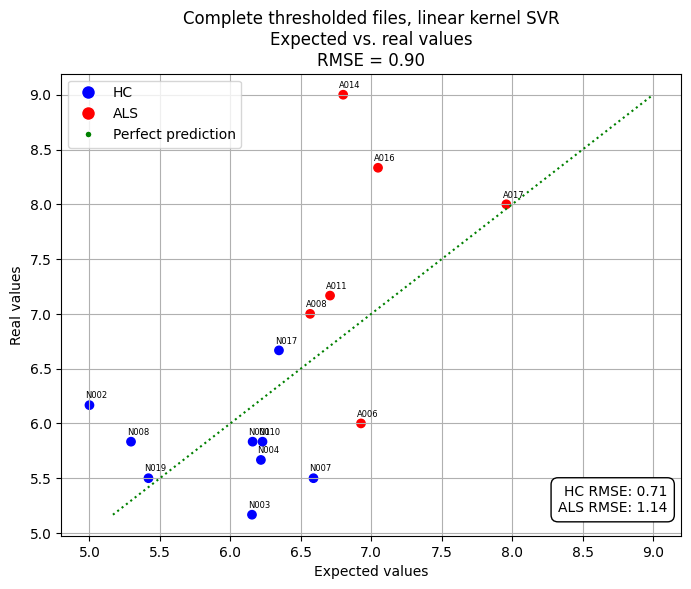 Complete thresholded files, linear kernel SVR
Expected vs. real values
RMSE = 0.90
HC
ALS
Perfect prediction
9.0
8.5
8.0
7.5
7.0
6.5
6.0
5.5
5.0
Real values
A014
A016
A017
A011
A008
N017
N002
A006
N008
N010
N004
N019
N007
N003
HC RMSE: 0.71
ALS RMSE: 1.14
5.0 5.5 6.0 6.5 7.0 7.5 8.0 8.5 9.0
Expected values